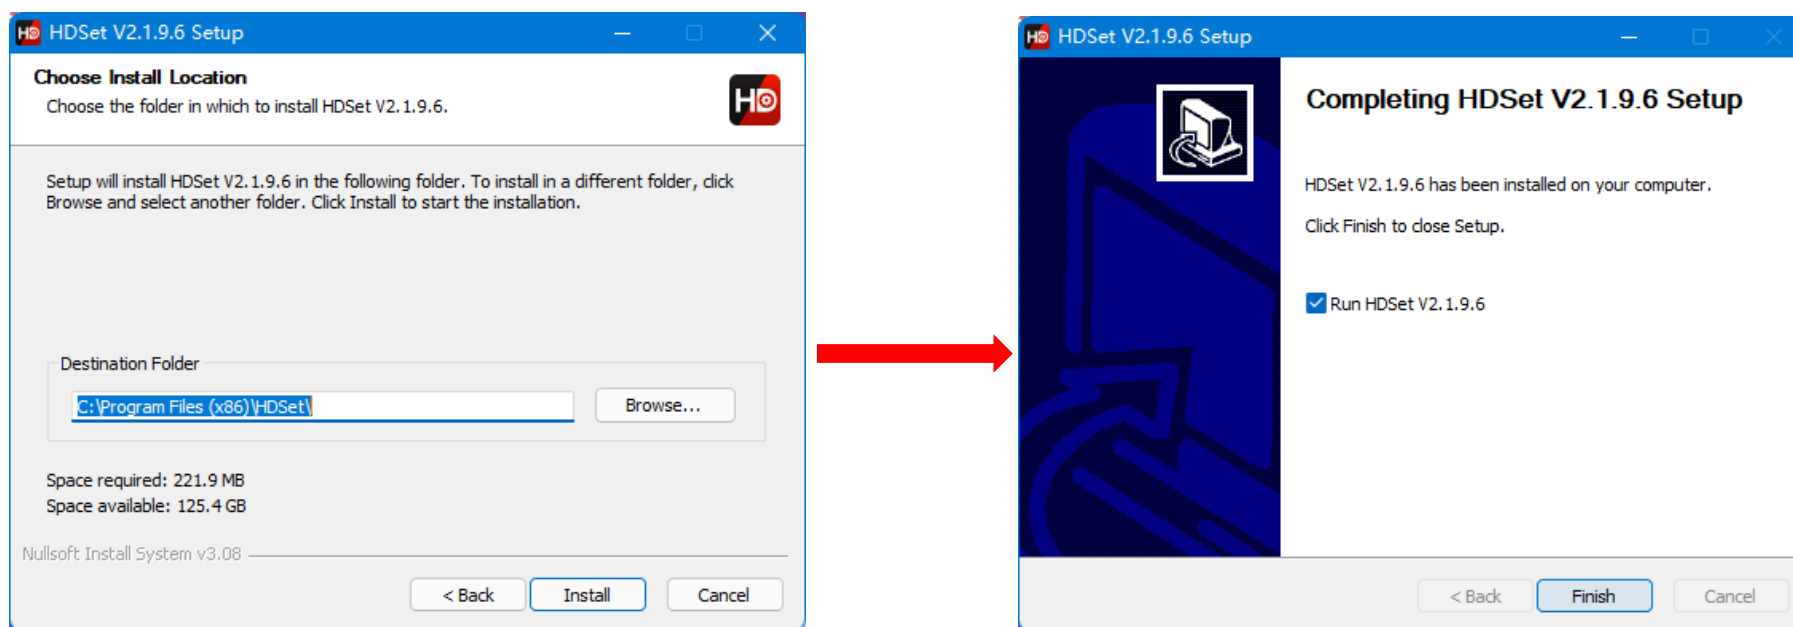 HD HDSet V2.1.9.6 Setup
Choose Install Location
Choose the folder in which to install HDSet V2.1.9.6.
HD
Setup will install HDSet V2.1.9.6 in the following folder. To install in a different folder, click
Browse and select another folder. Click Install to start the installation.
Destination Folder
C:\Program Files (x86)\HDSet\
Browse...
Space required: 221.9 MB
Space available: 125.4 GB
Nullsoft Install System v3.08
< Back Install Cancel
HD HDSet V2.1.9.6 Setup
Completing HDSet V2.1.9.6 Setup
HDSet V2.1.9.6 has been installed on your computer.
Click Finish to close Setup.
Run HDSet V2.1.9.6
< Back Finish Cancel